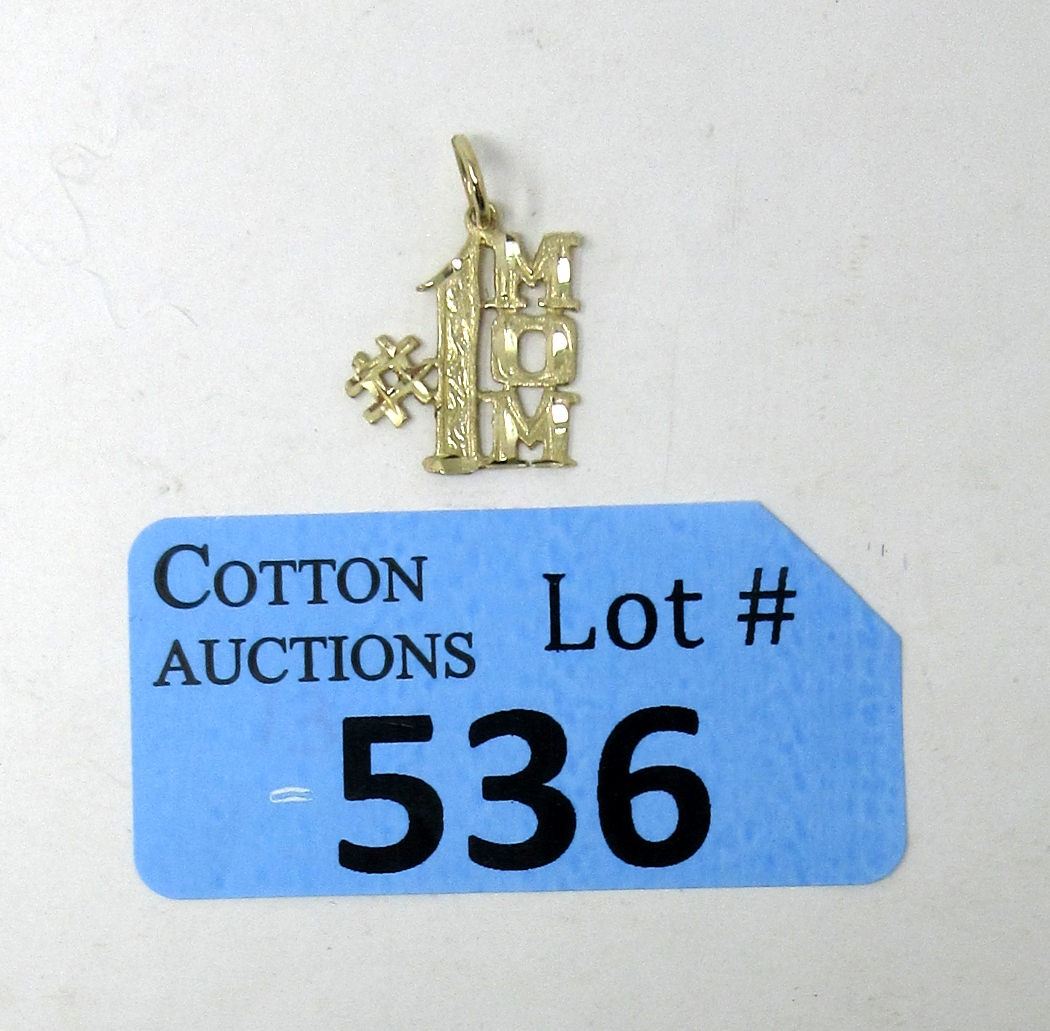 #1 MOM
COTTON
AUCTIONS
Lot #
536